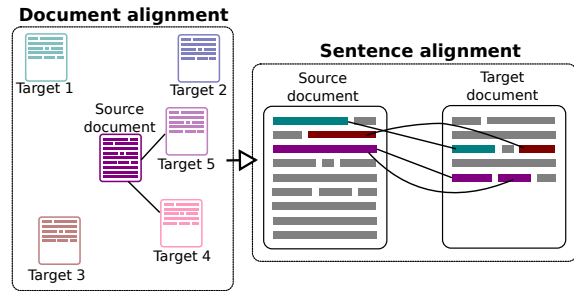 Document alignment
Target 1
Target 2
Source
document
Target 5
Target 3
Target 4
Sentence alignment
Source
document
Target
document